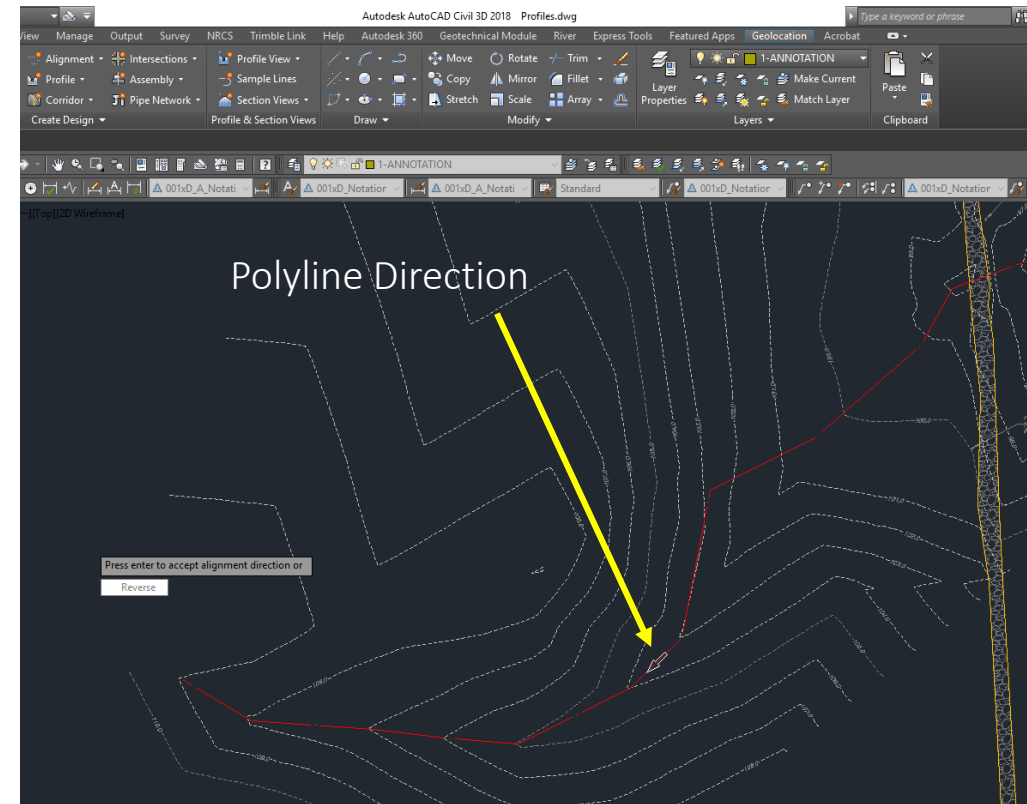 Autodesk AutoCAD Civil 3D 2018 Profiles.dwg
Type a keyword or phrase
View Manage Output Survey NRCS Trimble Link Help Autodesk 360 Geotechnical Module River Express Tools Featured Apps Geolocation Acrobat
Alignment Intersections Profile View Move Rotate Trim 1-ANNOTATION
Profile Assembly Sample Lines Copy Mirror Fillet Make Current
Corridor Pipe Network Section Views Stretch Scale Array Layer Properties Match Layer Paste
Create Design Profile & Section Views Draw Modify Layers Clipboard
1-ANNOTATION
001xD_A_Notati 001xD_Notatior 001xD_A_Notati Standard 001xD_Notatior 001xD_Notatior
[Top][2D Wireframe]
Polyline Direction
Press enter to accept alignment direction or
Reverse